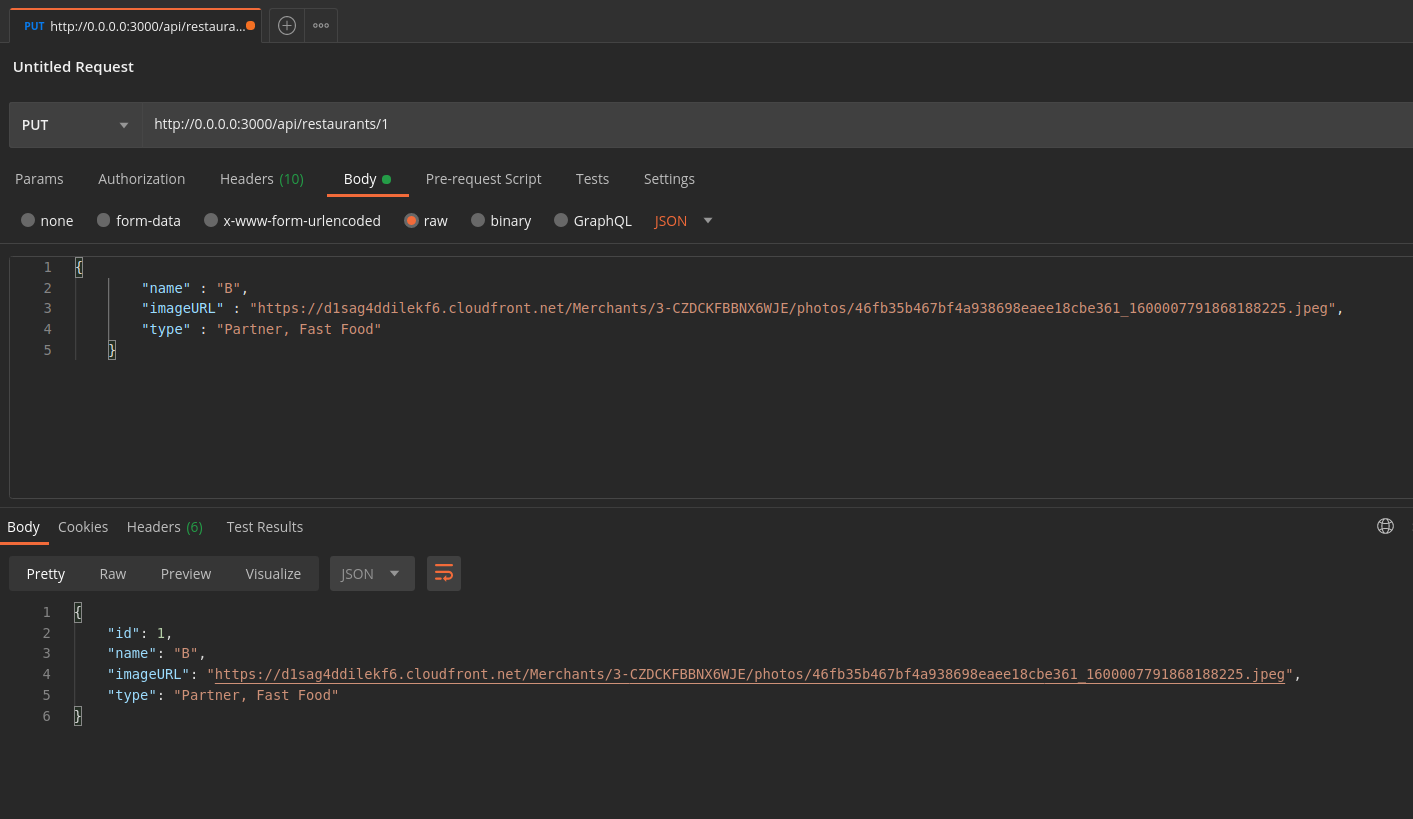 PUT http://0.0.0.0:3000/api/restaura...
Untitled Request
PUT http://0.0.0.0:3000/api/restaurants/1
Params Authorization Headers (10) Body Pre-request Script Tests Settings
none form-data x-www-form-urlencoded raw binary GraphQL JSON
1 {
2 "name" : "B",
3 "imageURL" : "https://d1sag4ddilekf6.cloudfront.net/Merchants/3-CZDCKFBBNX6WJE/photos/46fb35b467bf4a938698eaee18cbe361_1600007791868188225.jpeg",
4 "type" : "Partner, Fast Food"
5 }
Body Cookies Headers (6) Test Results
Pretty Raw Preview Visualize JSON
1 {
2 "id": 1,
3 "name": "B",
4 "imageURL": "https://d1sag4ddilekf6.cloudfront.net/Merchants/3-CZDCKFBBNX6WJE/photos/46fb35b467bf4a938698eaee18cbe361_1600007791868188225.jpeg",
5 "type": "Partner, Fast Food"
6 }